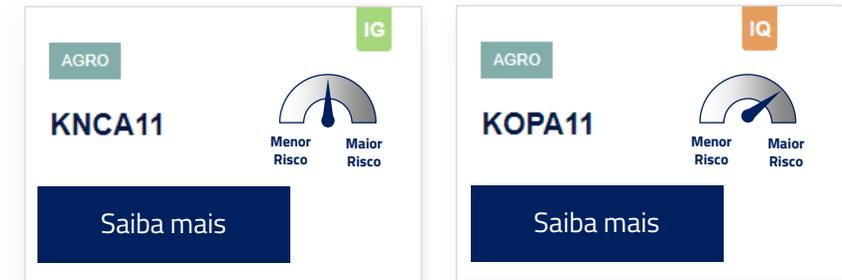 IG
AGRO
KNCA11
Menor
Risco
Maior
Risco
Saiba mais
IQ
AGRO
KOPA11
Menor
Risco
Maior
Risco
Saiba mais